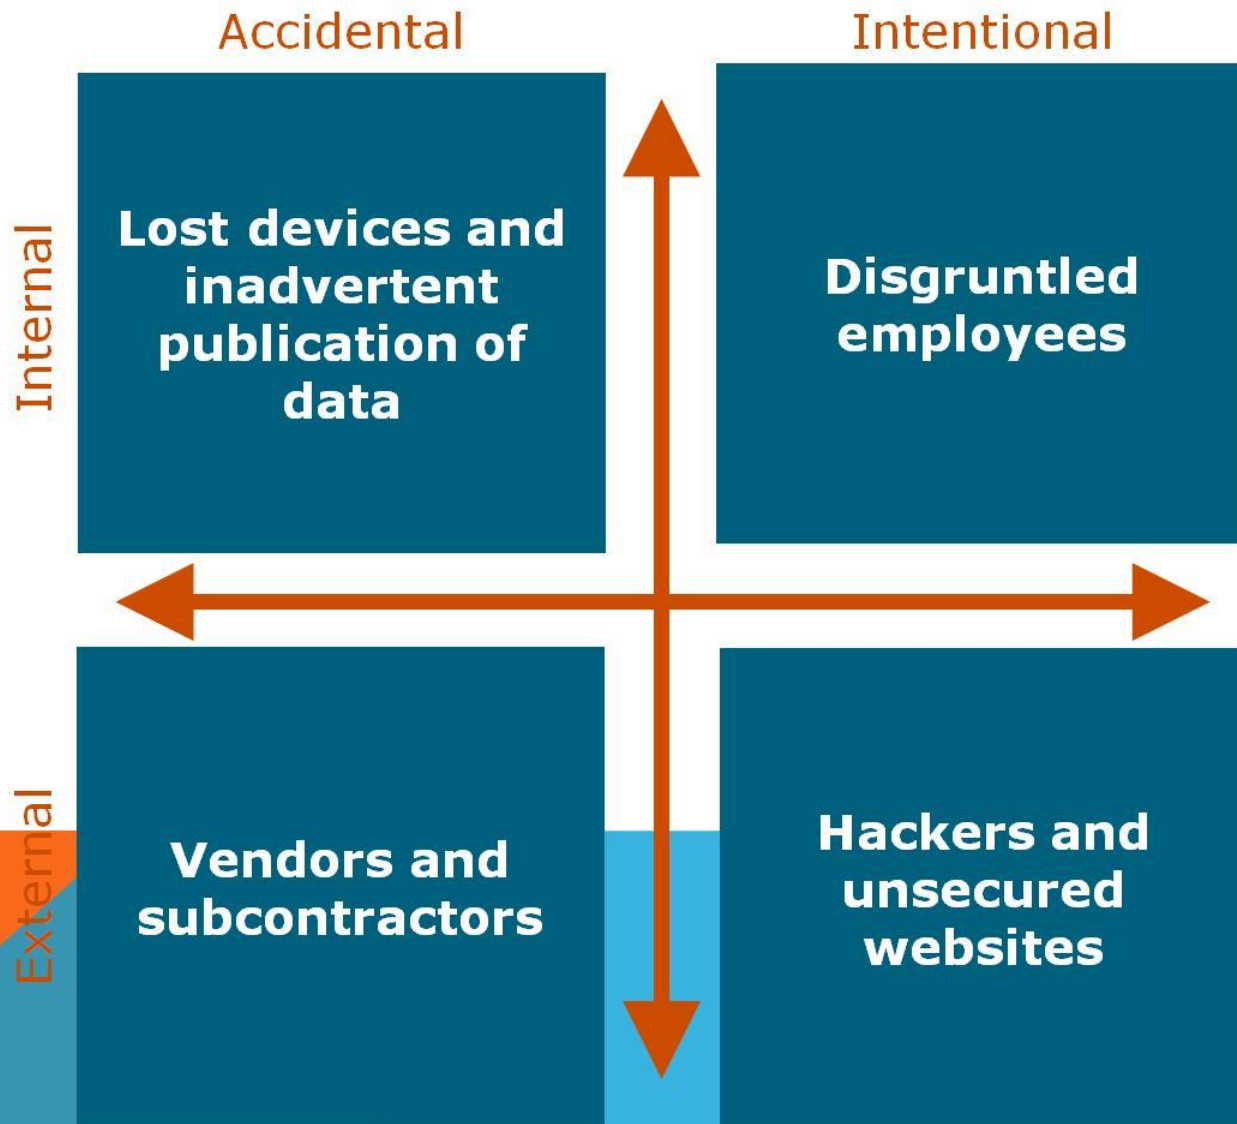 Accidental
Intentional
Internal
Lost devices and
inadvertent
publication of
data
Disgruntled
employees
External
Vendors and
subcontractors
Hackers and
unsecured
websites